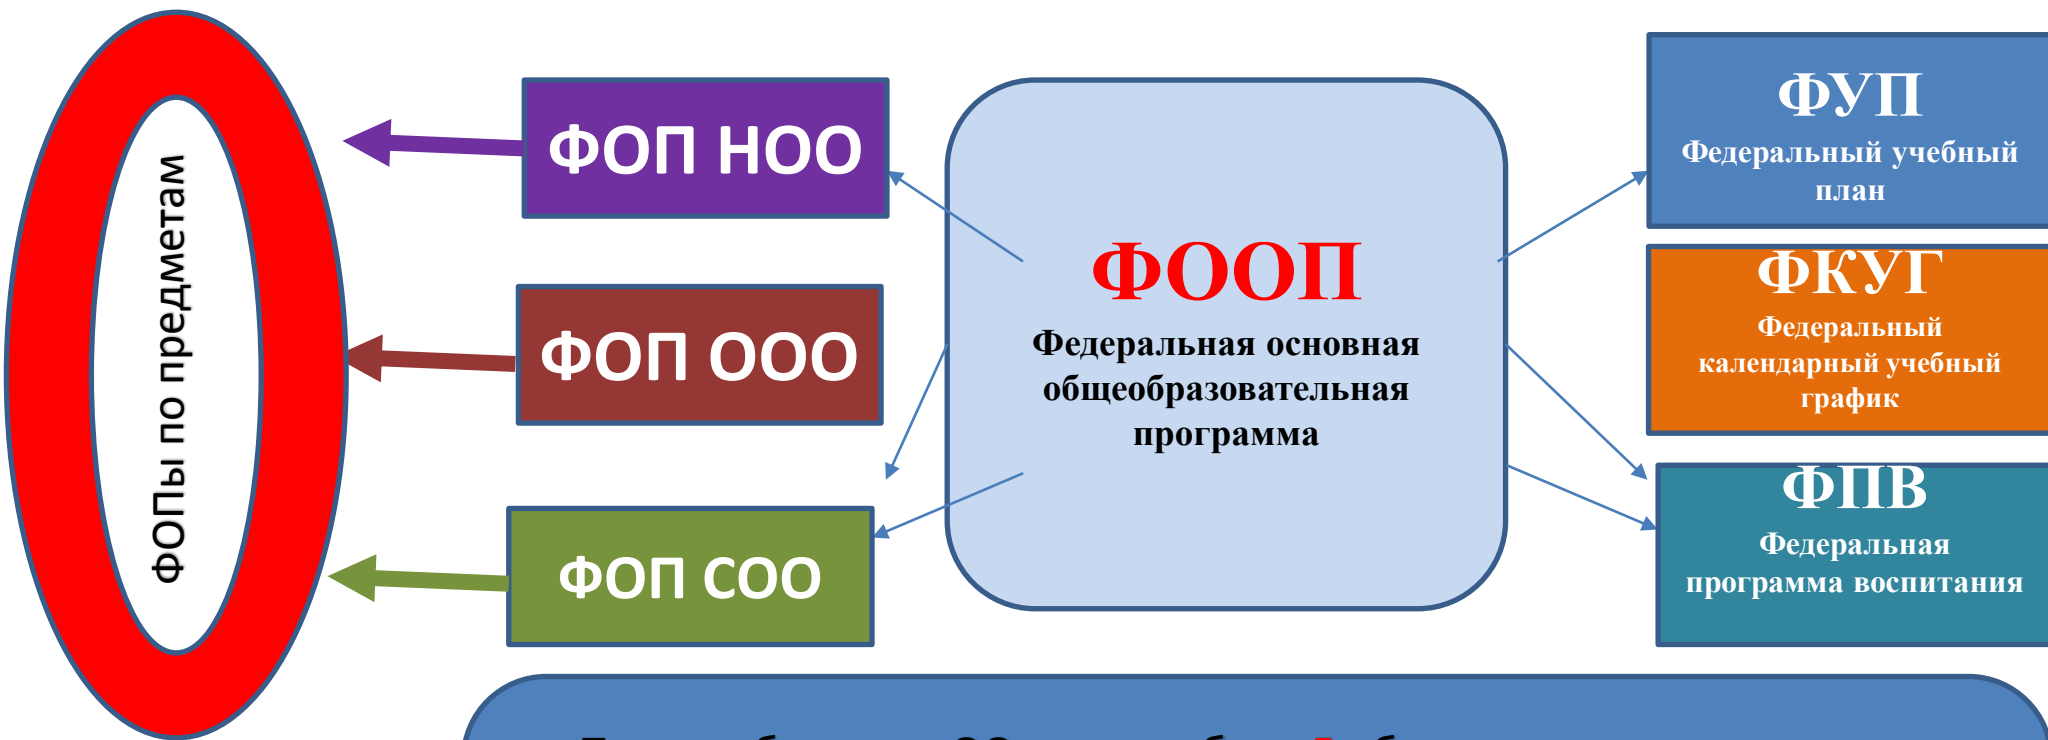 ФОПы по предметам
ФОП НОО
ФОП ООО
ФОП СОО
ФООП
Федеральная основная
общеобразовательная
программа
ФУП
Федеральный учебный
план
ФКУГ
Федеральный
календарный учебный
график
ФПВ
Федеральная
программа воспитания